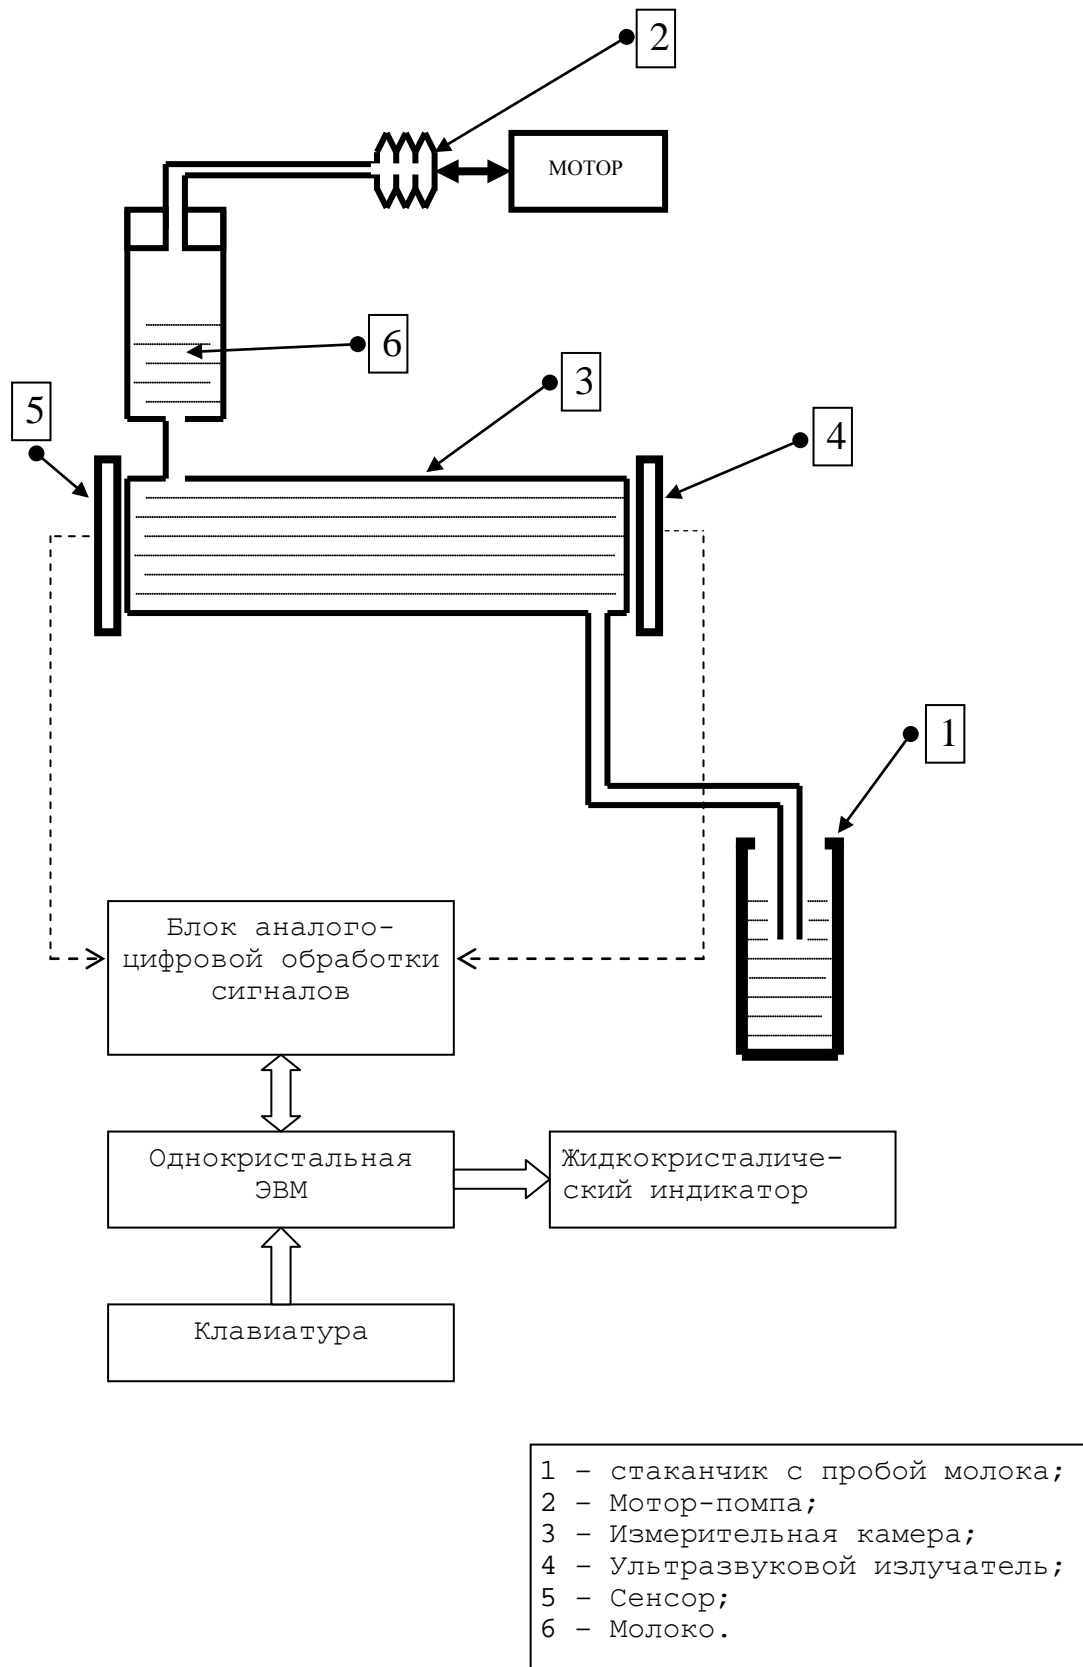 2
МОТОР
6
3
5
4
1
Блок аналого-
цифровой обработки
сигналов
Однокристальная
ЭВМ
Жидкокристаличе-
ский индикатор
Клавиатура
1 – стаканчик с пробой молока;
2 – Мотор-помпа;
3 – Измерительная камера;
4 – Ультразвуковой излучатель;
5 – Сенсор;
6 – Молоко.